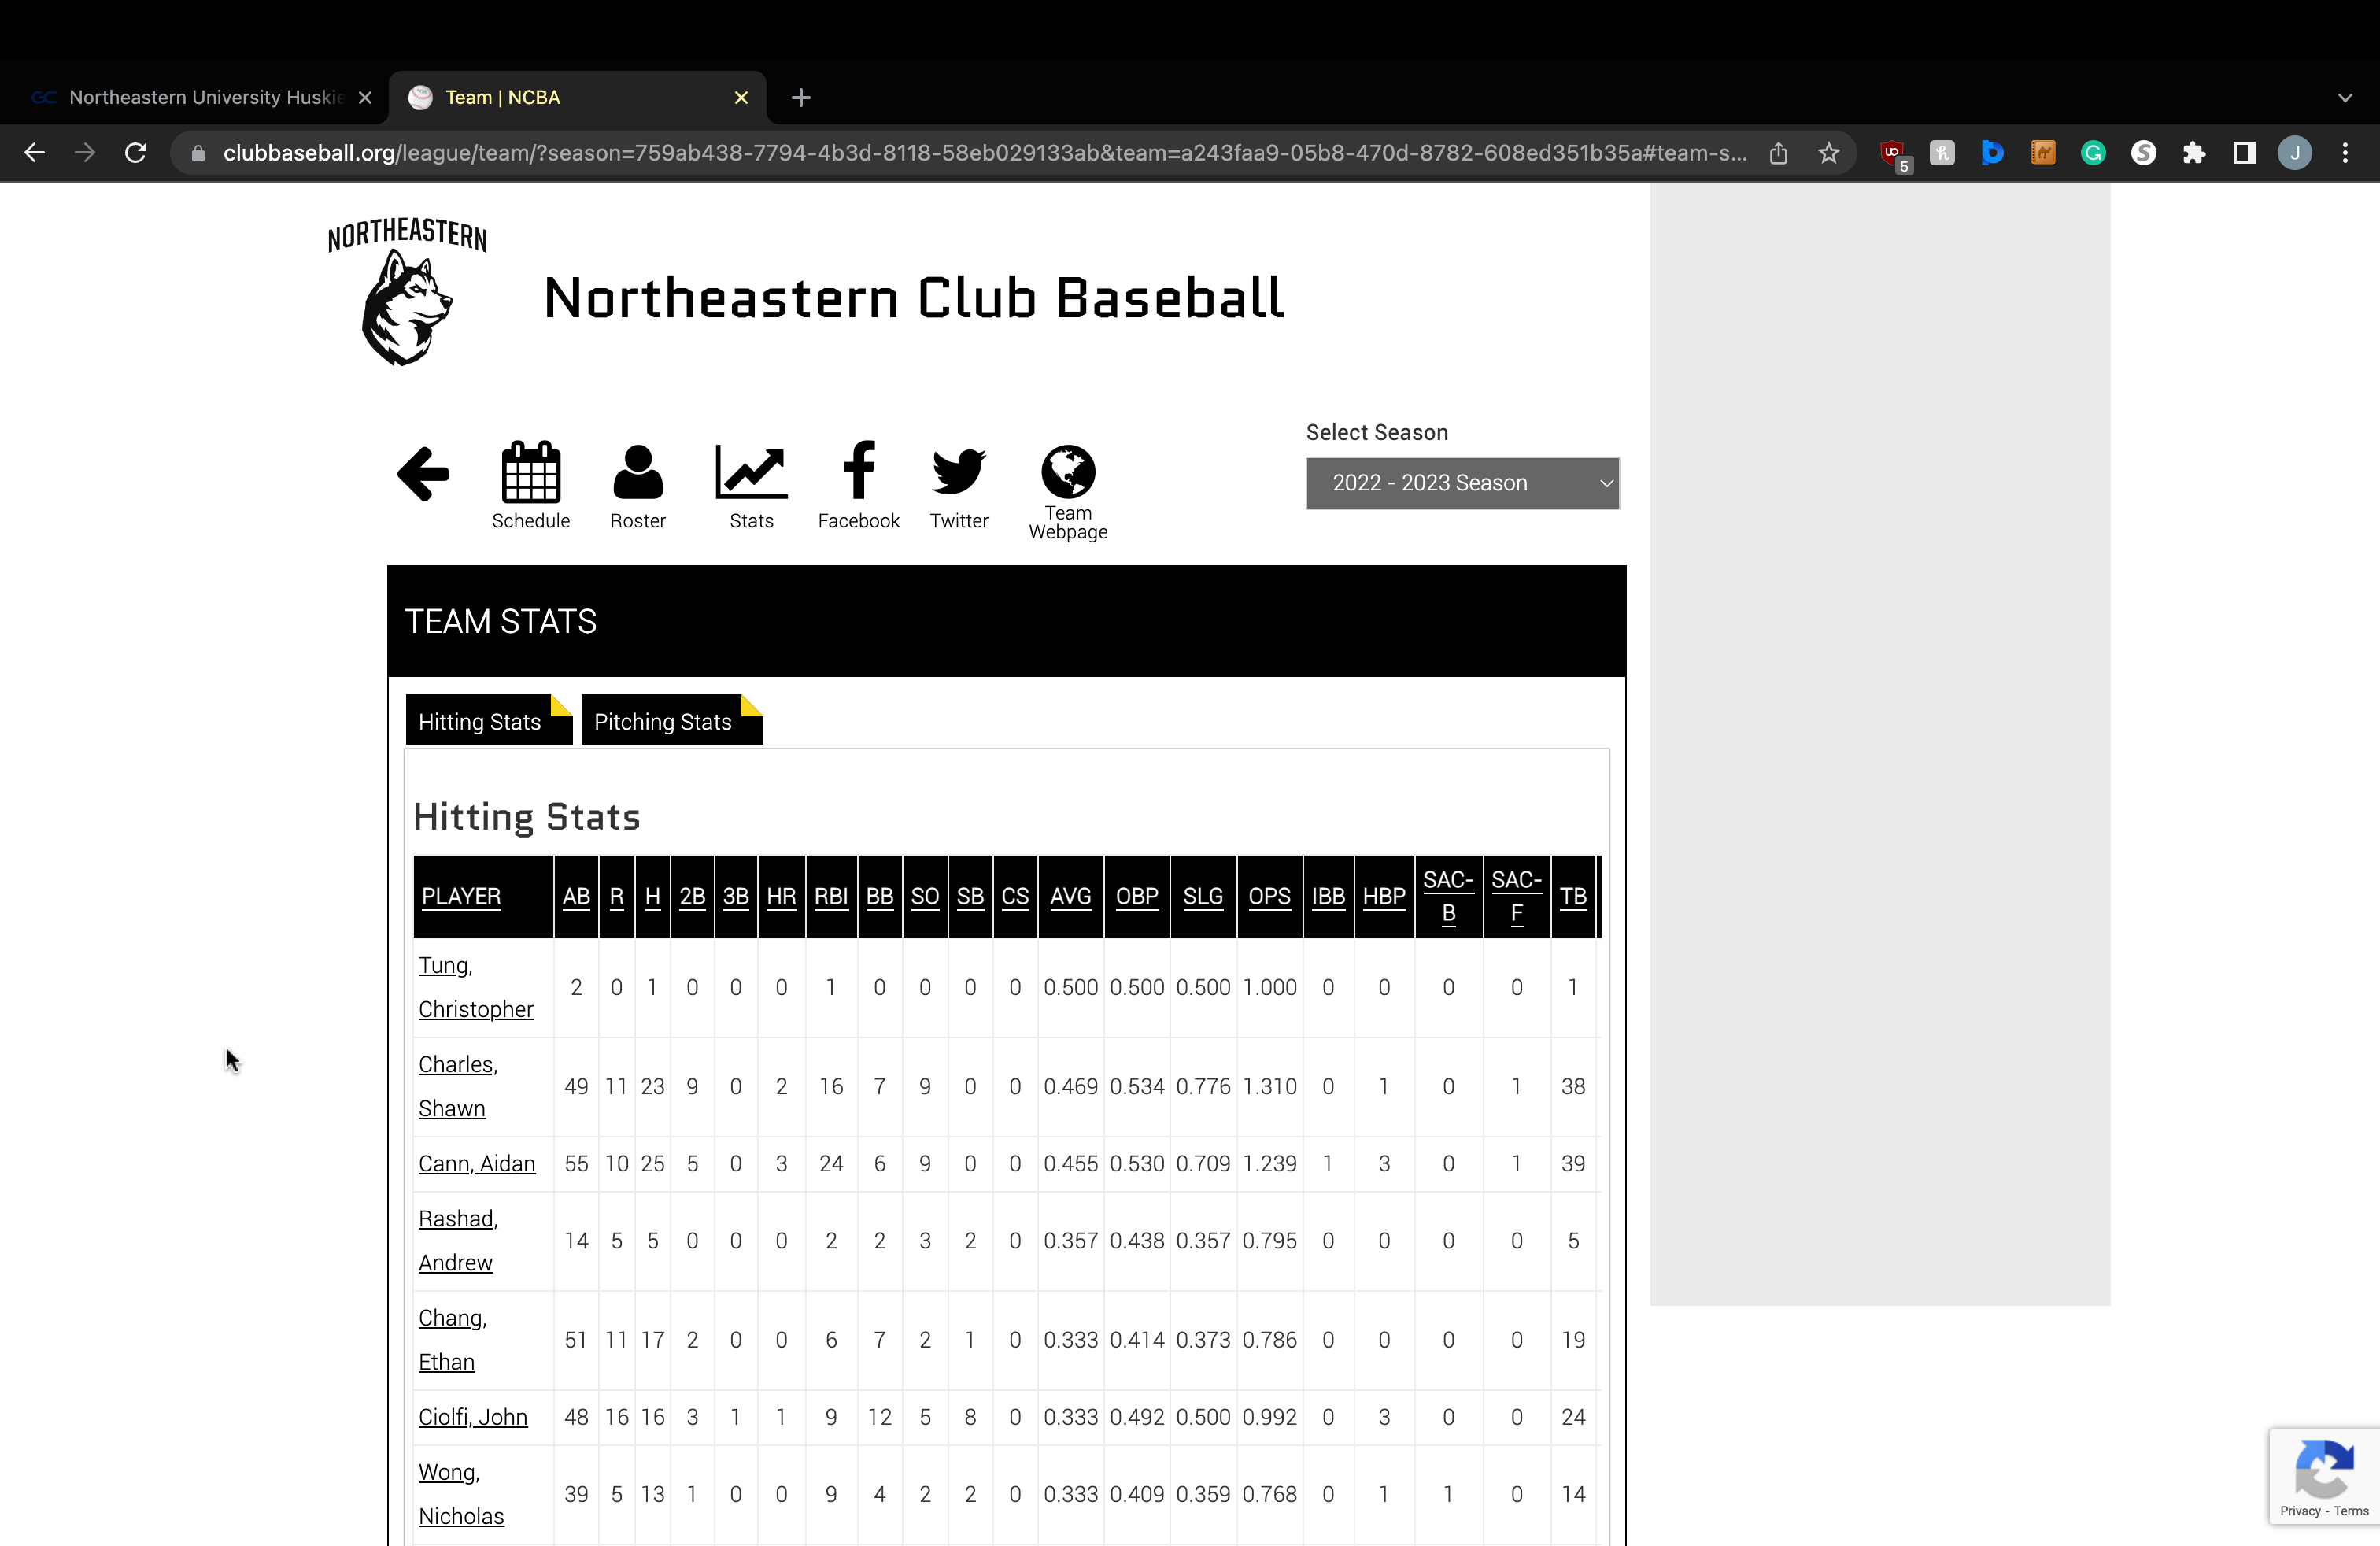 Northeastern University Huskie
Team | NCBA
clubbaseball.org/league/team/?season=759ab438-7794-4b3d-8118-58eb029133ab&team=a243faa9-05b8-470d-8782-608ed351b35a#team-s...
5
J
NORTHEASTERN
Northeastern Club Baseball
Schedule
Roster
Stats
Facebook
Twitter
Team
Webpage
Select Season
2022 - 2023 Season
TEAM STATS
Hitting Stats Pitching Stats
Hitting Stats
PLAYER AB R H 2B 3B HR RBI BB SO SB CS AVG OBP SLG OPS IBB HBP SAC-B SAC-F TB
Tung,
Christopher
2 0 1 0 0 0 1 0 0 0 0 0.500 0.500 0.500 1.000 0 0 0 0 1
Charles,
Shawn
49 11 23 9 0 2 16 7 9 0 0 0.469 0.534 0.776 1.310 0 1 0 1 38
Cann, Aidan 55 10 25 5 0 3 24 6 9 0 0 0.455 0.530 0.709 1.239 1 3 0 1 39
Rashad,
Andrew
14 5 5 0 0 0 2 2 3 2 0 0.357 0.438 0.357 0.795 0 0 0 0 5
Chang,
Ethan
51 11 17 2 0 0 6 7 2 1 0 0.333 0.414 0.373 0.786 0 0 0 0 19
Ciolfi, John 48 16 16 3 1 1 9 12 5 8 0 0.333 0.492 0.500 0.992 0 3 0 0 24
Wong,
Nicholas
39 5 13 1 0 0 9 4 2 2 0 0.333 0.409 0.359 0.768 0 1 1 0 14
Privacy - Terms